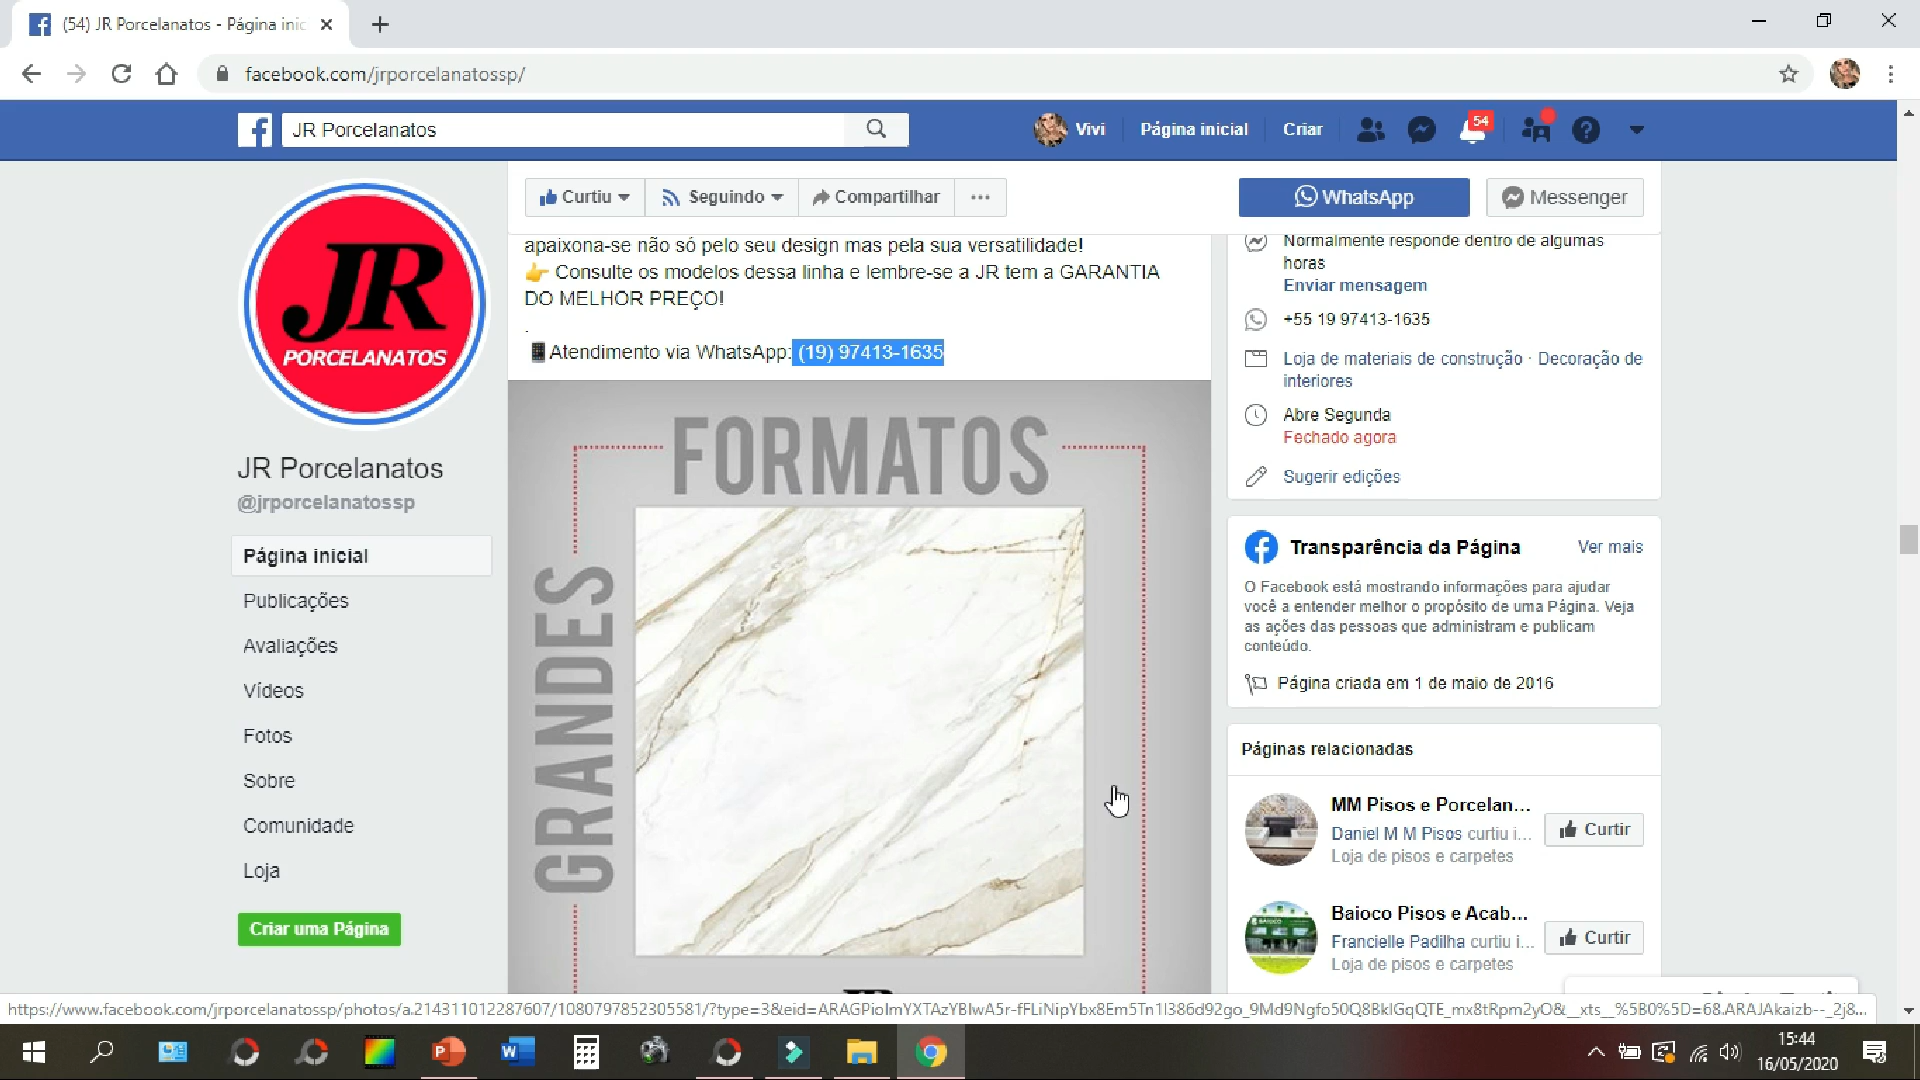 (54) JR Porcelanatos - Página inic
facebook.com/jrporcelanatossp/
JR Porcelanatos
Vivi
Página inicial
Criar
54
JR
PORCELANATOS
JR Porcelanatos
@jrporcelanatossp
Página inicial
Publicações
Avaliações
Vídeos
Fotos
Sobre
Comunidade
Loja
Criar uma Página
Curtiu
Seguindo
Compartilhar
WhatsApp
Messenger
apaixona-se não só pelo seu design mas pela sua versatilidade!
👉 Consulte os modelos dessa linha e lembre-se a JR tem a GARANTIA
DO MELHOR PREÇO!
.
📱Atendimento via WhatsApp: (19) 97413-1635
FORMATOS
GRANDES
Normalmente responde dentro de algumas
horas
Enviar mensagem
+55 19 97413-1635
Loja de materiais de construção · Decoração de
interiores
Abre Segunda
Fechado agora
Sugerir edições
Transparência da Página
Ver mais
O Facebook está mostrando informações para ajudar
você a entender melhor o propósito de uma Página. Veja
as ações das pessoas que administram e publicam
conteúdo.
Página criada em 1 de maio de 2016
Páginas relacionadas
MM Pisos e Porcelan...
Daniel M M Pisos curtiu i...
Loja de pisos e carpetes
Curtir
Baioco Pisos e Acab...
Francielle Padilha curtiu i...
Loja de pisos e carpetes
Curtir
15:44
16/05/2020